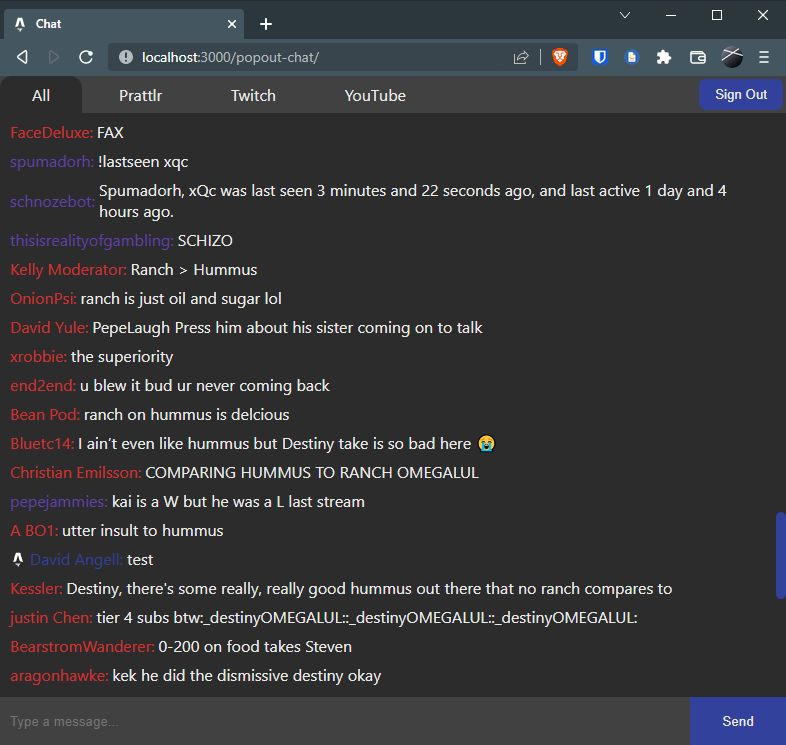 Chat
localhost:3000/popout-chat/
All Prattlr Twitch YouTube Sign Out
FaceDeluxe: FAX
spumadorh: !lastseen xqc
schnozebot: Spumadorh, xQc was last seen 3 minutes and 22 seconds ago, and last active 1 day and 4
hours ago.
thisisrealityofgambling: SCHIZO
Kelly Moderator: Ranch > Hummus
OnionPsi: ranch is just oil and sugar lol
David Yule: PepeLaugh Press him about his sister coming on to talk
xrobbie: the superiority
end2end: u blew it bud ur never coming back
Bean Pod: ranch on hummus is delcious
Bluetc14: I ain’t even like hummus but Destiny take is so bad here 😭
Christian Emilsson: COMPARING HUMMUS TO RANCH OMEGALUL
pepejammies: kai is a W but he was a L last stream
A BO1: utter insult to hummus
David Angell: test
Kessler: Destiny, there's some really, really good hummus out there that no ranch compares to
justin Chen: tier 4 subs btw:_destinyOMEGALUL::_destinyOMEGALUL::_destinyOMEGALUL:
BearstromWanderer: 0-200 on food takes Steven
aragonhawke: kek he did the dismissive destiny okay
Type a message... Send